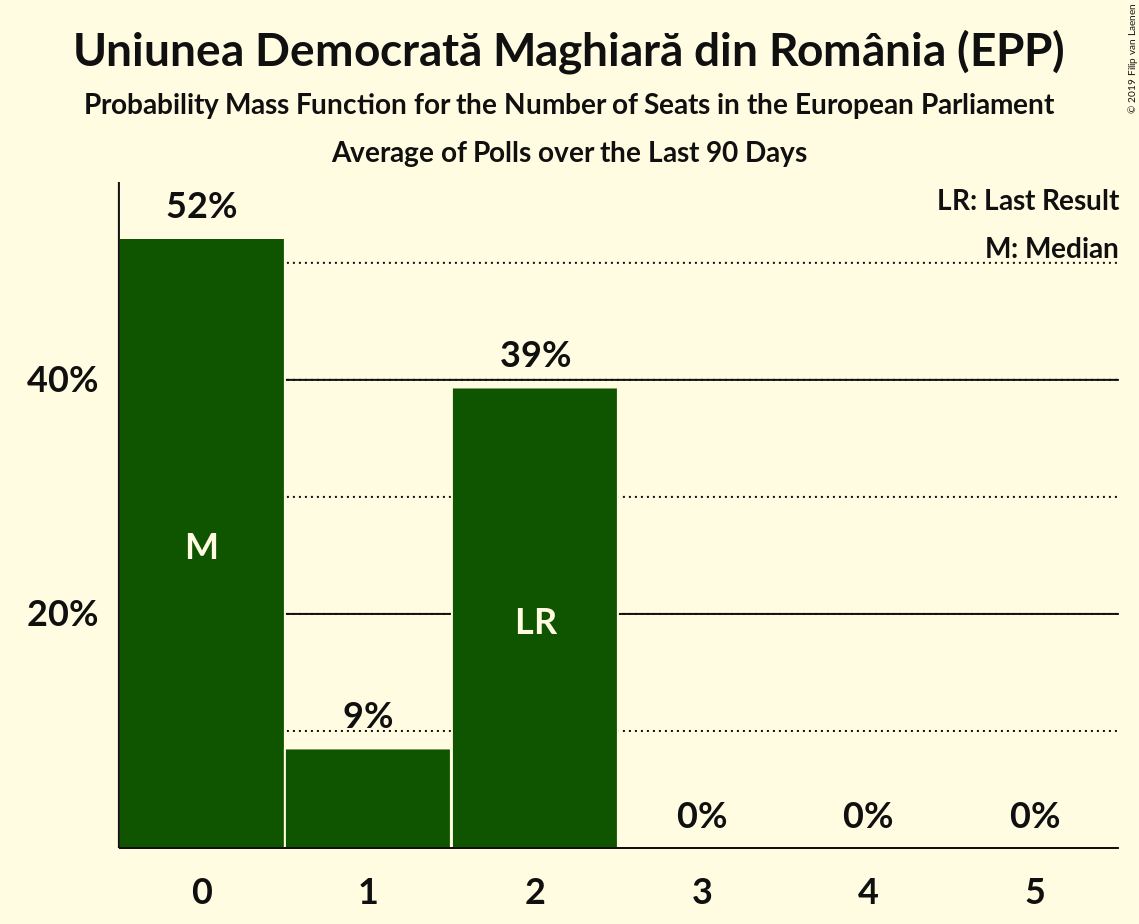 Uniunea Democrată Maghiară din România (EPP)
Probability Mass Function for the Number of Seats in the European Parliament
Average of Polls over the Last 90 Days
© 2019 Filip van Laenen
LR: Last Result
M: Median
52%
39%
40%
M
20%
LR
9%
0% 0% 0%
0 1 2 3 4 5